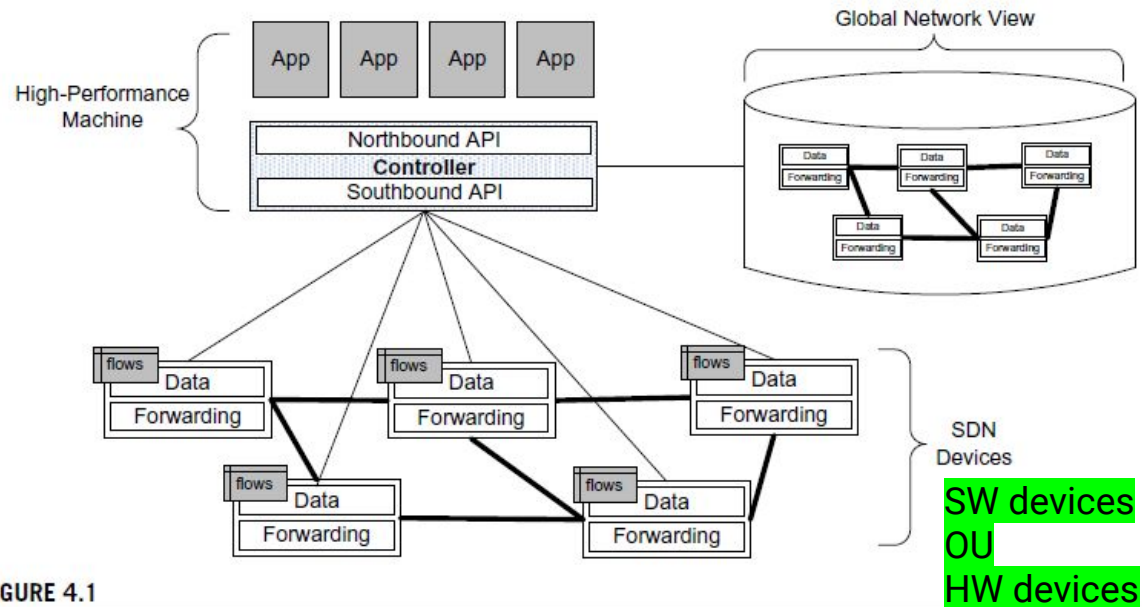 Global Network View
App App App App
High-Performance
Machine
Northbound API
Controller
Southbound API
Data Data Data
Forwarding Forwarding Forwarding
Data Data
Forwarding Forwarding
flows flows flows
Data Data Data
Forwarding Forwarding Forwarding
flows flows
Data Data
Forwarding Forwarding
SDN
Devices
SW devices
OU
HW devices
GURE 4.1